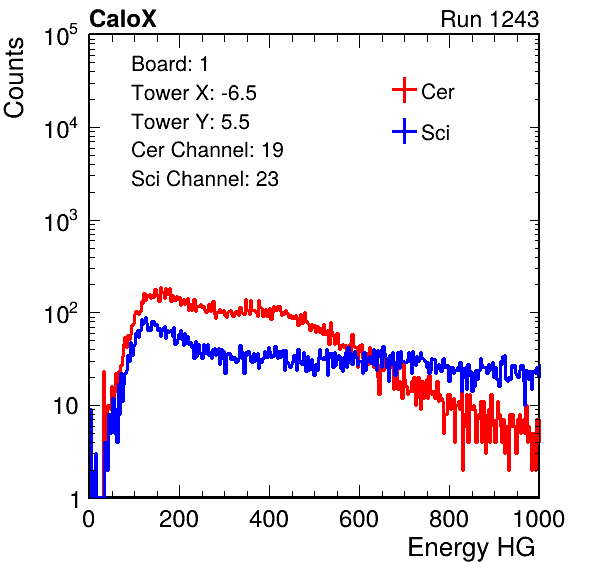 CaloX Run 1243
Counts
Board: 1
Tower X: -6.5
Tower Y: 5.5
Cer Channel: 19
Sci Channel: 23
Cer
Sci
10^5
10^4
10^3
10^2
10
1
0 200 400 600 800 1000
Energy HG